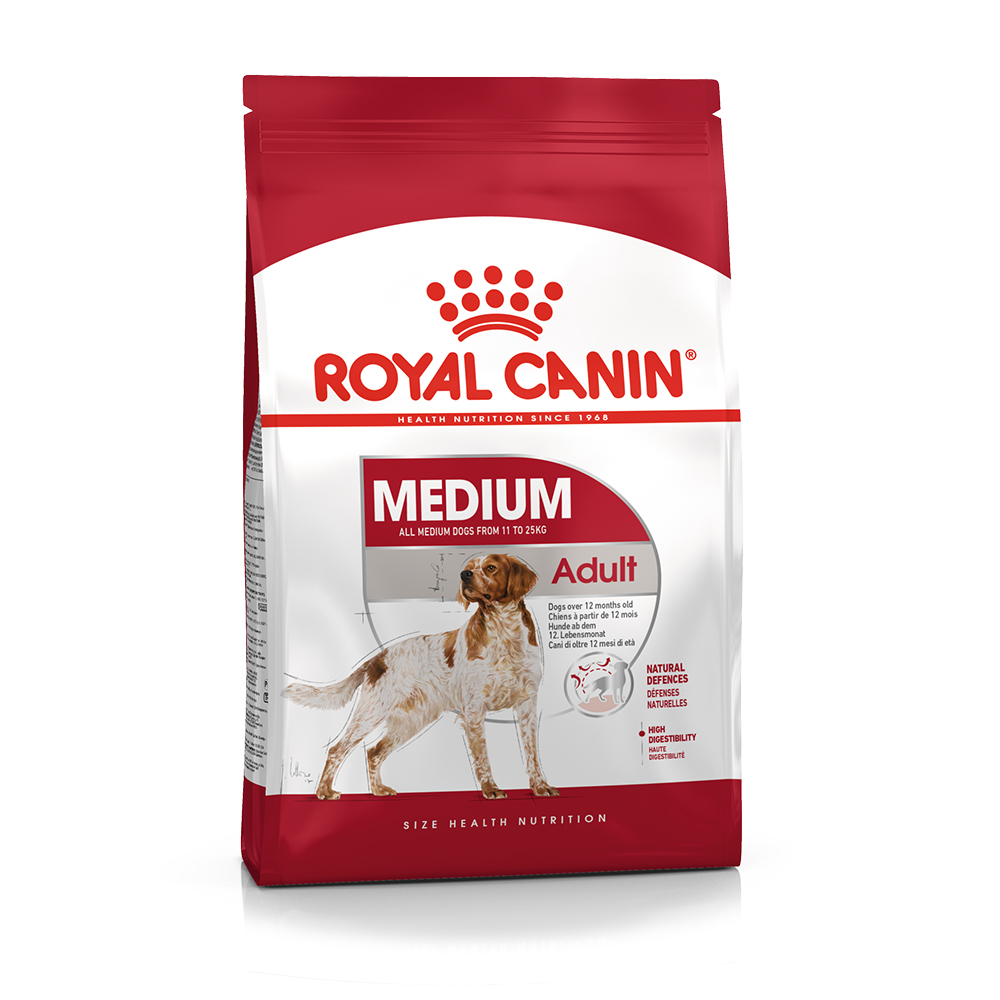 ROYAL CANIN®
HEALTH NUTRITION SINCE 1968
MEDIUM
ALL MEDIUM DOGS FROM 11 TO 25KG
Adult
Dogs over 12 months old
Chiens à partir de 12 mois
Hunde ab dem
12. Lebensmonat
Cani di oltre 12 mesi di età
NATURAL
DEFENCES
DÉFENSES
NATURELLES
HIGH
DIGESTIBILITY
HAUTE
DIGESTIBILITÉ
SIZE HEALTH NUTRITION